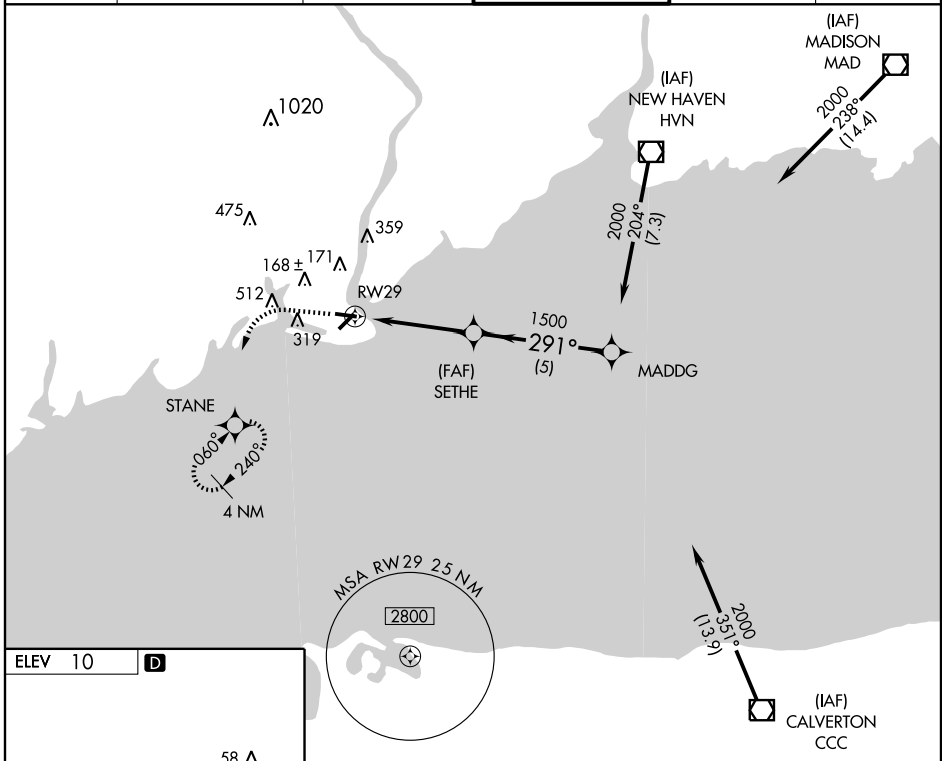 (IAF)
MADISON
MAD
2000
238°
(14.4)
(IAF)
NEW HAVEN
HVN
2000
204°
(7.3)
1020
475
359
168 ±
171
512
RW29
319
1500
291°
(5)
(FAF)
SETHE
MADDG
STANE
060°
240°
4 NM
MSA RW29 25 NM
2800
2000
351°
(13.9)
(IAF)
CALVERTON
CCC
ELEV 10 D
58